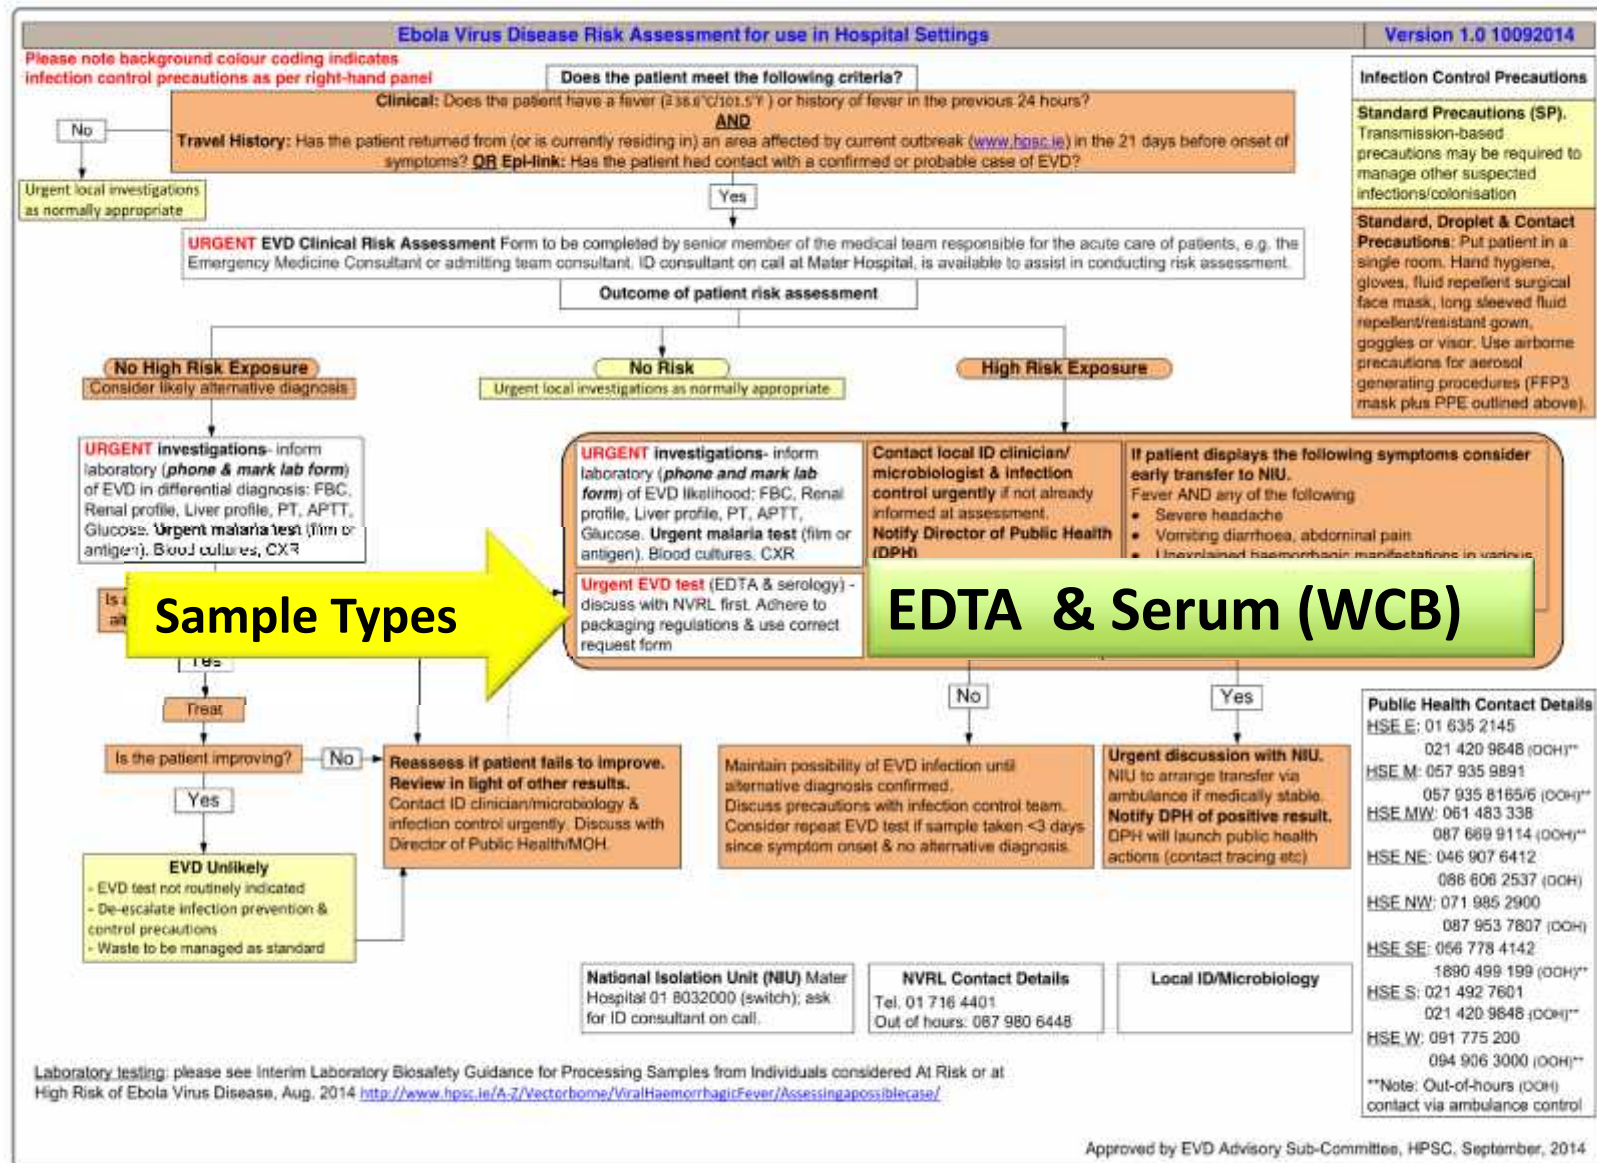 Ebola Virus Disease Risk Assessment for use in Hospital Settings
Version 1.0 10092014
Please note background colour coding indicates
infection control precautions as per right-hand panel
Does the patient meet the following criteria?
Clinical: Does the patient have a fever (≥38.6°C/101.5°F ) or history of fever in the previous 24 hours?
AND
Travel History: Has the patient returned from (or is currently residing in) an area affected by current outbreak (www.hpsc.ie) in the 21 days before onset of
symptoms? OR Epi-link: Has the patient had contact with a confirmed or probable case of EVD?
No
Urgent local investigations
as normally appropriate
Yes
URGENT EVD Clinical Risk Assessment Form to be completed by senior member of the medical team responsible for the acute care of patients, e.g. the
Emergency Medicine Consultant or admitting team consultant. ID consultant on call at Mater Hospital, is available to assist in conducting risk assessment.
Outcome of patient risk assessment
Infection Control Precautions
Standard Precautions (SP).
Transmission-based
precautions may be required to
manage other suspected
infections/colonisation
Standard, Droplet & Contact
Precautions: Put patient in a
single room. Hand hygiene,
gloves, fluid repellent surgical
face mask, long sleeved fluid
repellent/resistant gown,
goggles or visor. Use airborne
precautions for aerosol
generating procedures (FFP3
mask plus PPE outlined above).
No High Risk Exposure
Consider likely alternative diagnosis
No Risk
Urgent local investigations as normally appropriate
High Risk Exposure
URGENT investigations- inform
laboratory (phone & mark lab form)
of EVD in differential diagnosis: FBC,
Renal profile, Liver profile, PT, APTT,
Glucose. Urgent malaria test (film or
antigen). Blood cultures, CXR
URGENT investigations- inform
laboratory (phone and mark lab
form) of EVD likelihood: FBC, Renal
profile, Liver profile, PT, APTT,
Glucose. Urgent malaria test (film or
antigen). Blood cultures, CXR
Contact local ID clinician/
microbiologist & infection
control urgently if not already
informed at assessment.
Notify Director of Public Health
(DPH)
If patient displays the following symptoms consider
early transfer to NIU.
Fever AND any of the following
• Severe headache
• Vomiting diarrhoea, abdominal pain
• Unexplained haemorrhagic manifestations in various
Is
Sample Types
Urgent EVD test (EDTA & serology) -
discuss with NVRL first. Adhere to
packaging regulations & use correct
request form
EDTA & Serum (WCB)
Yes
Treat
Is the patient improving?
No
Yes
EVD Unlikely
- EVD test not routinely indicated
- De-escalate infection prevention &
control precautions
- Waste to be managed as standard
Reassess if patient fails to improve.
Review in light of other results.
Contact ID clinician/microbiology &
infection control urgently. Discuss with
Director of Public Health/MOH.
No
Maintain possibility of EVD infection until
alternative diagnosis confirmed.
Discuss precautions with infection control team.
Consider repeat EVD test if sample taken <3 days
since symptom onset & no alternative diagnosis.
Yes
Urgent discussion with NIU.
NIU to arrange transfer via
ambulance if medically stable.
Notify DPH of positive result.
DPH will launch public health
actions (contact tracing etc)
Public Health Contact Details
HSE E: 01 635 2145
021 420 9848 (OOH)**
HSE M: 057 935 9891
057 935 8165/6 (OOH)**
HSE MW: 061 483 338
087 669 9114 (OOH)**
HSE NE: 046 907 6412
086 606 2537 (OOH)
HSE NW: 071 985 2900
087 953 7807 (OOH)
HSE SE: 056 778 4142
1890 499 199 (OOH)**
HSE S: 021 492 7601
021 420 9848 (OOH)**
HSE W: 091 775 200
094 906 3000 (OOH)**
**Note: Out-of-hours (OOH)
contact via ambulance control
National Isolation Unit (NIU) Mater
Hospital 01 8032000 (switch); ask
for ID consultant on call.
NVRL Contact Details
Tel. 01 716 4401
Out of hours: 087 980 6448
Local ID/Microbiology
Laboratory testing: please see Interim Laboratory Biosafety Guidance for Processing Samples from Individuals considered At Risk or at
High Risk of Ebola Virus Disease, Aug. 2014 http://www.hpsc.ie/A-Z/Vectorborne/ViralHaemorrhagicFever/Assessingapossiblecase/
Approved by EVD Advisory Sub-Committee, HPSC, September, 2014